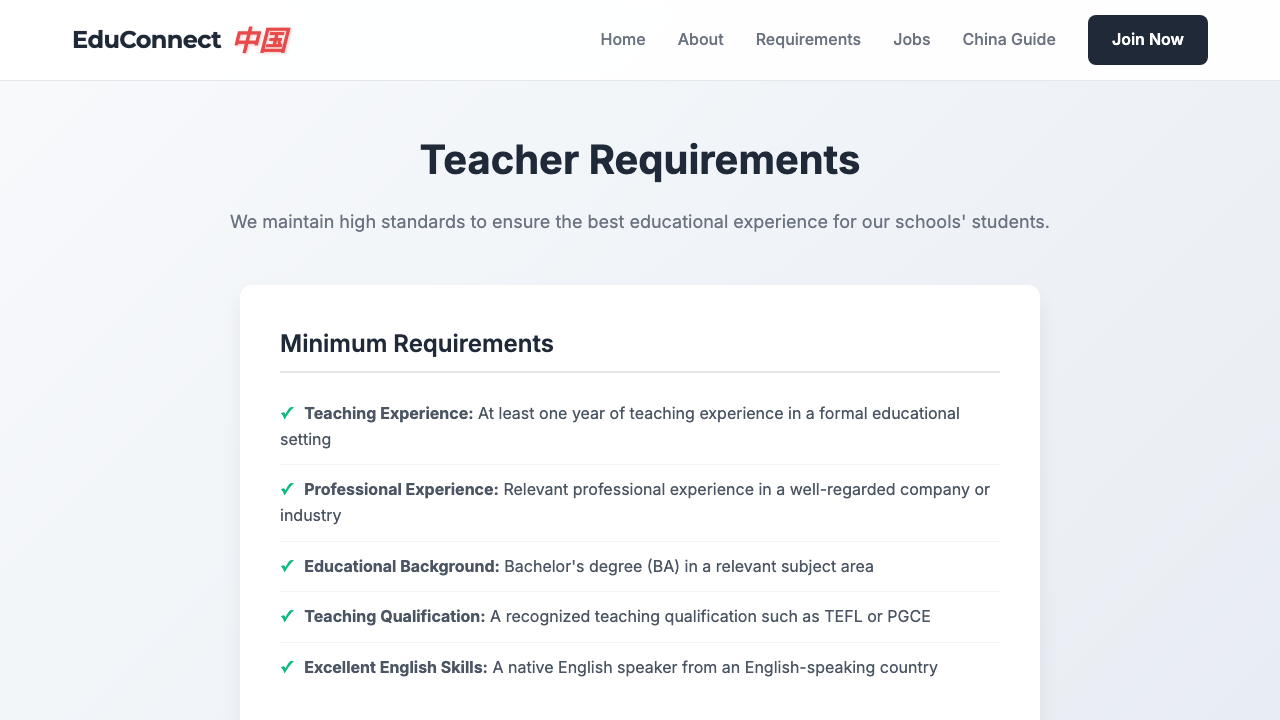 EduConnect 中国
Home
About
Requirements
Jobs
China Guide
Join Now
Teacher Requirements
We maintain high standards to ensure the best educational experience for our schools' students.
Minimum Requirements
✓ Teaching Experience: At least one year of teaching experience in a formal educational
setting
✓ Professional Experience: Relevant professional experience in a well-regarded company or
industry
✓ Educational Background: Bachelor's degree (BA) in a relevant subject area
✓ Teaching Qualification: A recognized teaching qualification such as TEFL or PGCE
✓ Excellent English Skills: A native English speaker from an English-speaking country